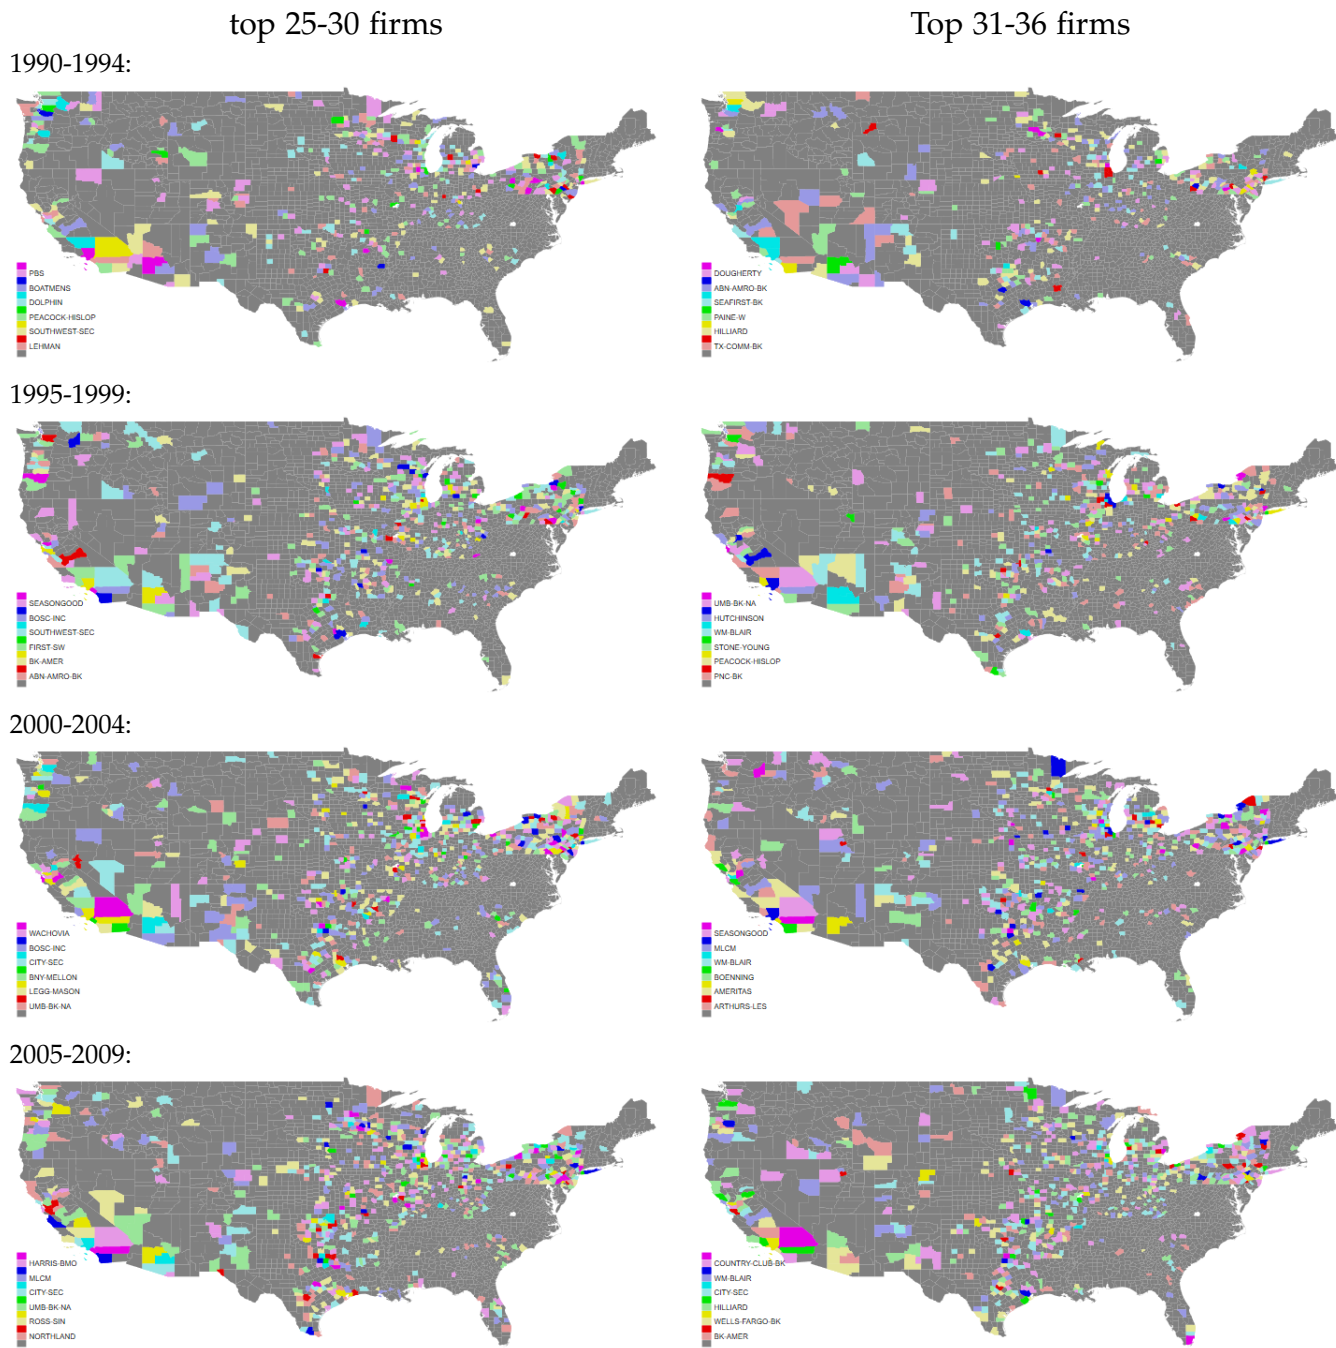 top 25-30 firms
Top 31-36 firms
1990-1994:
PBS
BOATMENS
DOLPHIN
PEACOCK-HISLOP
SOUTHWEST-SEC
LEHMAN
DOUGHERTY
ABN-AMRO-BK
SEAFIRST-BK
PAINE-W
HILLIARD
TX-COMM-BK
1995-1999:
SEASONGOOD
BOSC-INC
SOUTHWEST-SEC
FIRST-SW
BK-AMER
ABN-AMRO-BK
UMB-BK-NA
HUTCHINSON
WM-BLAIR
STONE-YOUNG
PEACOCK-HISLOP
PNC-BK
2000-2004:
WACHOVIA
BOSC-INC
CITY-SEC
BNY-MELLON
LEGG-MASON
UMB-BK-NA
SEASONGOOD
MLCM
WM-BLAIR
BOENNING
AMERITAS
ARTHURS-LES
2005-2009:
HARRIS-BMO
MLCM
CITY-SEC
UMB-BK-NA
ROSS-SIN
NORTHLAND
COUNTRY-CLUB-BK
WM-BLAIR
CITY-SEC
HILLIARD
WELLS-FARGO-BK
BK-AMER